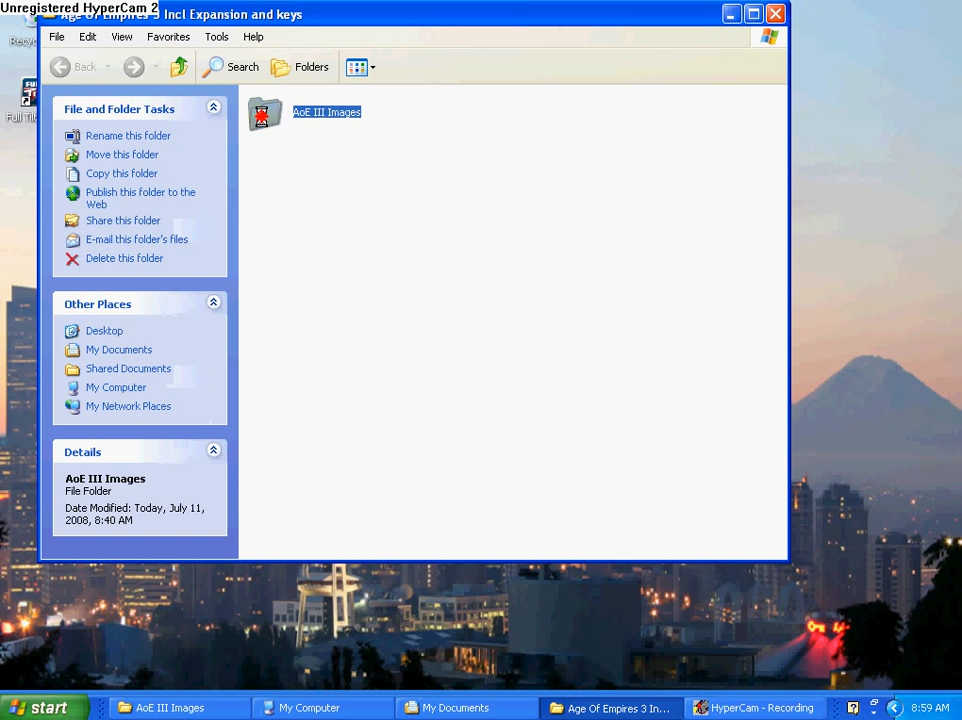 Unregistered HyperCam 2
Age Of Empires 3 Incl Expansion and keys
File Edit View Favorites Tools Help
Back Search Folders
File and Folder Tasks
Rename this folder
Move this folder
Copy this folder
Publish this folder to the
Web
Share this folder
E-mail this folder's files
Delete this folder
Other Places
Desktop
My Documents
Shared Documents
My Computer
My Network Places
Details
AoE III Images
File Folder
Date Modified: Today, July 11,
2008, 8:40 AM
AoE III Images
Recyc
Full Tilt
start
AoE III Images
My Computer
My Documents
Age Of Empires 3 In...
HyperCam - Recording
8:59 AM